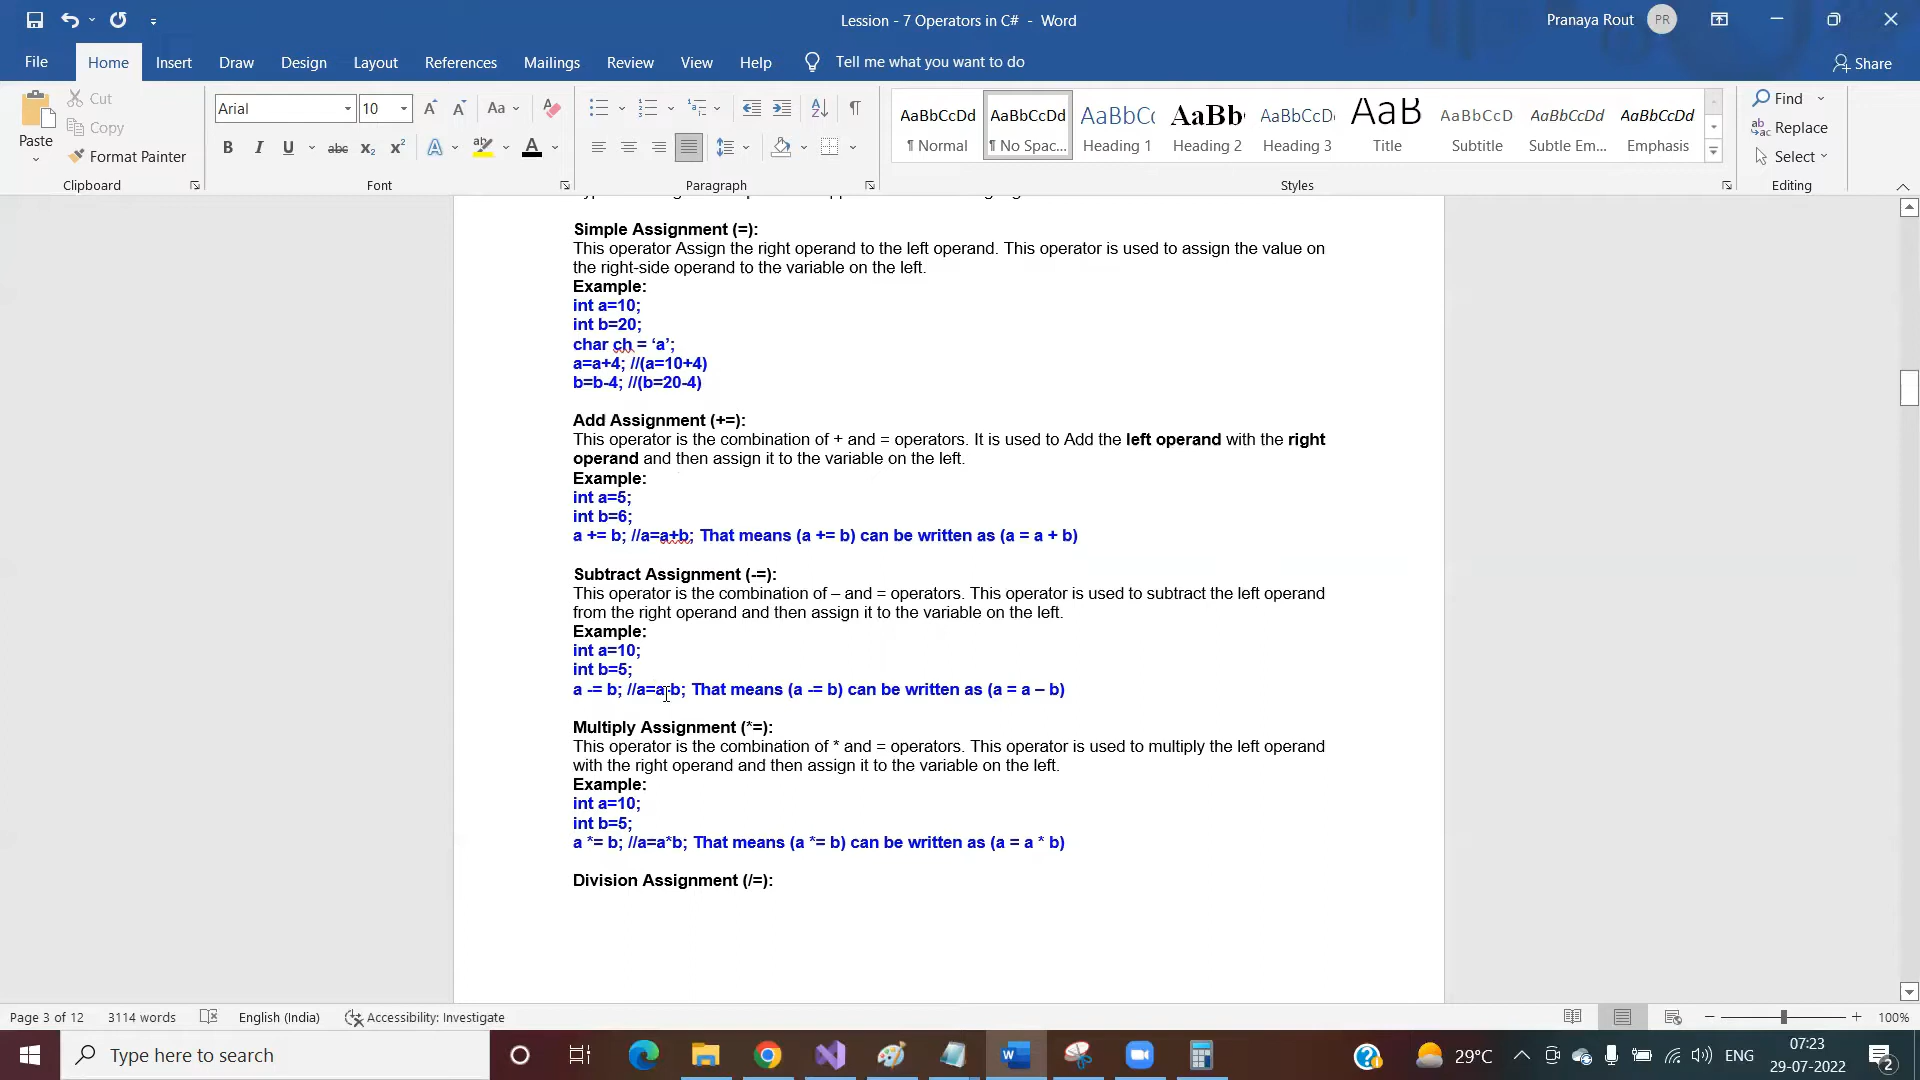 Lession - 7 Operators in C# - Word
Pranaya Rout
PR
File
Home
Insert
Draw
Design
Layout
References
Mailings
Review
View
Help
Tell me what you want to do
Share
Paste
Cut
Copy
Format Painter
Clipboard
Arial
10
Font
Paragraph
AaBbCcDd
¶ Normal
AaBbCcDd
¶ No Spac...
AaBbCc
Heading 1
AaBb
Heading 2
AaBbCcD
Heading 3
AaB
Title
AaBbCcD
Subtitle
AaBbCcDd
Subtle Em...
AaBbCcDd
Emphasis
Styles
Find
Replace
Select
Editing
Simple Assignment (=):
This operator Assign the right operand to the left operand. This operator is used to assign the value on
the right-side operand to the variable on the left.
Example:
int a=10;
int b=20;
char ch = ‘a’;
a=a+4; //(a=10+4)
b=b-4; //(b=20-4)
Add Assignment (+=):
This operator is the combination of + and = operators. It is used to Add the left operand with the right
operand and then assign it to the variable on the left.
Example:
int a=5;
int b=6;
a += b; //a=a+b; That means (a += b) can be written as (a = a + b)
Subtract Assignment (-=):
This operator is the combination of – and = operators. This operator is used to subtract the left operand
from the right operand and then assign it to the variable on the left.
Example:
int a=10;
int b=5;
a -= b; //a=a-b; That means (a -= b) can be written as (a = a – b)
Multiply Assignment (*=):
This operator is the combination of * and = operators. This operator is used to multiply the left operand
with the right operand and then assign it to the variable on the left.
Example:
int a=10;
int b=5;
a *= b; //a=a*b; That means (a *= b) can be written as (a = a * b)
Division Assignment (/=):
Page 3 of 12
3114 words
English (India)
Accessibility: Investigate
100%
Type here to search
29°C
ENG
07:23
29-07-2022
2